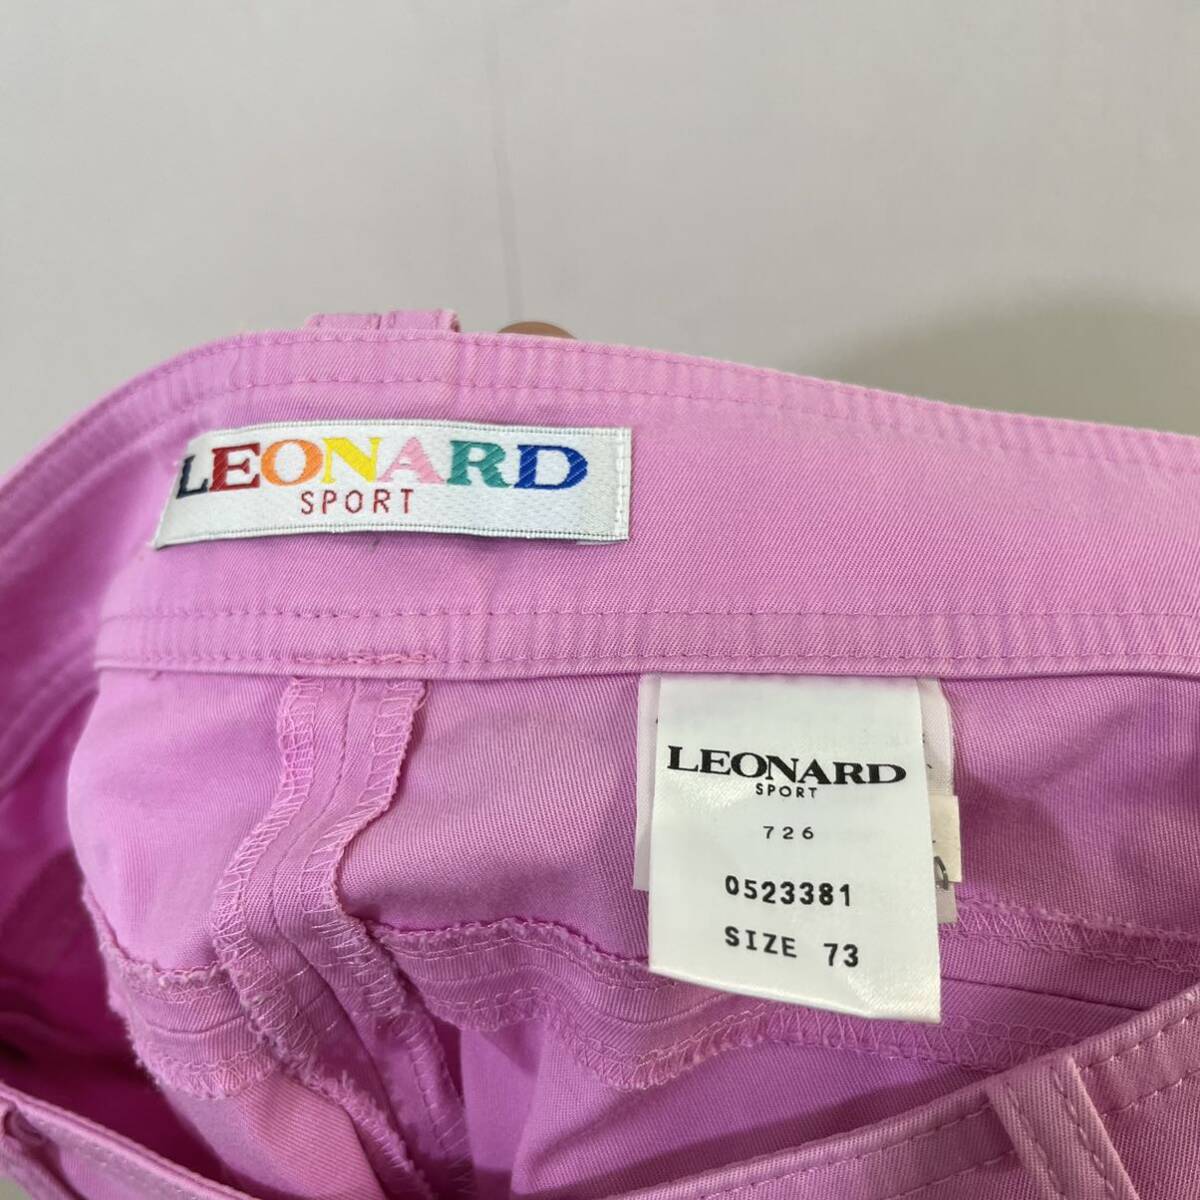 LEONARD
SPORT
LEONARD
SPORT
726
0523381
SIZE 73